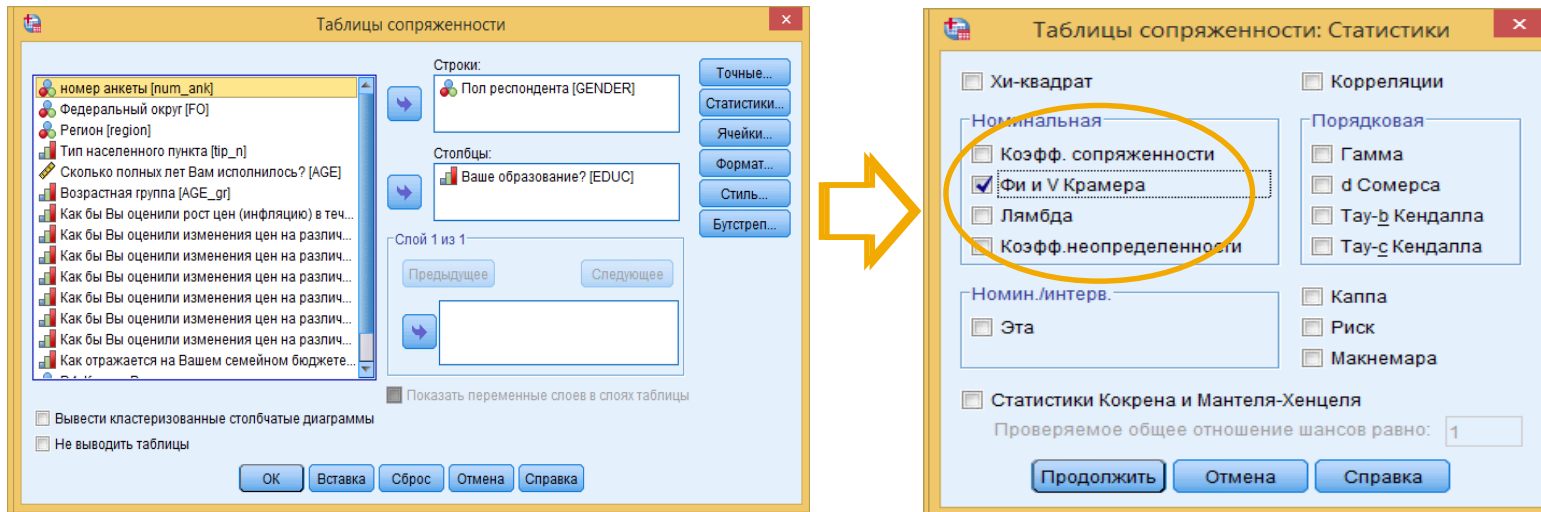 Таблицы сопряженности
номер анкеты [num_ank]
Федеральный округ [FO]
Регион [region]
Тип населенного пункта [tip_n]
Сколько полных лет Вам исполнилось? [AGE]
Возрастная группа [AGE_gr]
Как бы Вы оценили рост цен (инфляцию) в теч...
Как бы Вы оценили изменения цен на различ...
Как бы Вы оценили изменения цен на различ...
Как бы Вы оценили изменения цен на различ...
Как бы Вы оценили изменения цен на различ...
Как бы Вы оценили изменения цен на различ...
Как бы Вы оценили изменения цен на различ...
Как отражается на Вашем семейном бюджете...
Строки:
Пол респондента [GENDER]
Столбцы:
Ваше образование? [EDUC]
Слой 1 из 1
Предыдущее
Следующее
Показать переменные слоев в слоях таблицы
Точные...
Статистики...
Ячейки...
Формат...
Стиль...
Бутстреп...
Вывести кластеризованные столбчатые диаграммы
Не выводить таблицы
ОК
Вставка
Сброс
Отмена
Справка
Таблицы сопряженности: Статистики
Хи-квадрат
Корреляции
Номинальная
Коэфф. сопряженности
Фи и V Крамера
Лямбда
Коэфф.неопределенности
Порядковая
Гамма
d Сомерса
Тау-b Кендалла
Тау-c Кендалла
Номин./интерв.
Эта
Каппа
Риск
Макнемара
Статистики Кокрена и Мантеля-Хенцеля
Проверяемое общее отношение шансов равно: 1
Продолжить
Отмена
Справка